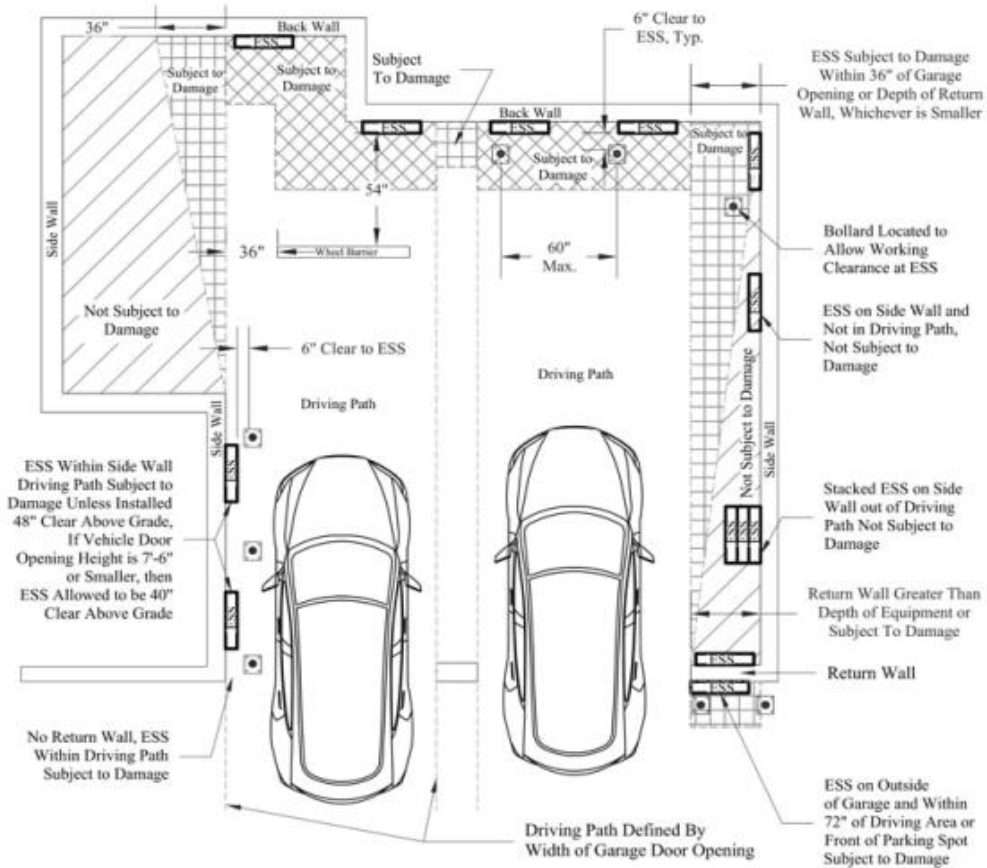 36"
Back Wall
ESS
Subject to
Damage
Subject to
Damage
Subject
To Damage
6" Clear to
ESS, Typ.
ESS Subject to Damage
Within 36" of Garage
Opening or Depth of Return
Wall, Whichever is Smaller
Back Wall
ESS
ESS
ESS
Subject to
Damage
Subject to
Damage
ESS
54"
Side Wall
36"
Wheel Barrier
60"
Max.
Bollard Located to
Allow Working
Clearance at ESS
Not Subject to
Damage
ESS
ESS on Side Wall and
Not in Driving Path,
Not Subject to
Damage
6" Clear to ESS
Driving Path
Driving Path
Side Wall
Not Subject to Damage
Side Wall
ESS Within Side Wall
Driving Path Subject to
Damage Unless Installed
48" Clear Above Grade,
If Vehicle Door
Opening Height is 7'-6"
or Smaller, then
ESS Allowed to be 40"
Clear Above Grade
ESS
ESS
Stacked ESS on Side
Wall out of Driving
Path Not Subject to
Damage
Return Wall Greater Than
Depth of Equipment or
Subject To Damage
ESS
Return Wall
ESS
No Return Wall, ESS
Within Driving Path
Subject to Damage
Driving Path Defined By
Width of Garage Door Opening
ESS on Outside
of Garage and Within
72" of Driving Area or
Front of Parking Spot
Subject to Damage